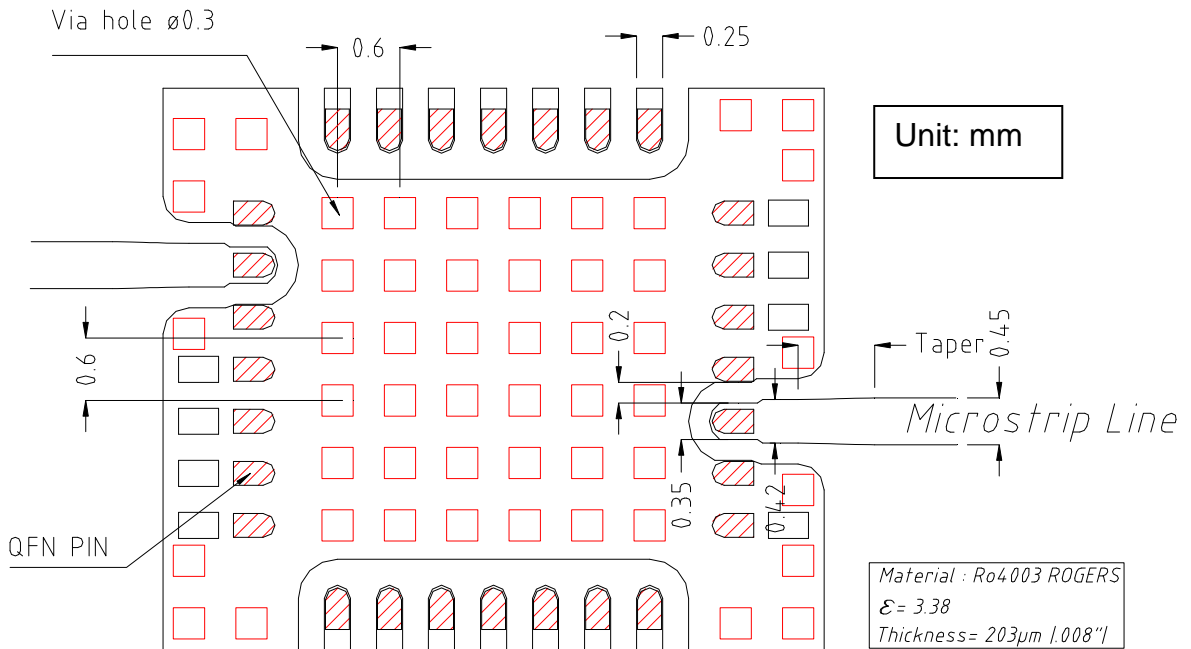 Via hole ø0.3
0.6
0.25
Unit: mm
0.6
0.2
Taper
0.45
Microstrip Line
0.35
0.42
QFN PIN
Material : Ro4003 ROGERS
ε= 3.38
Thickness= 203µm (.008")